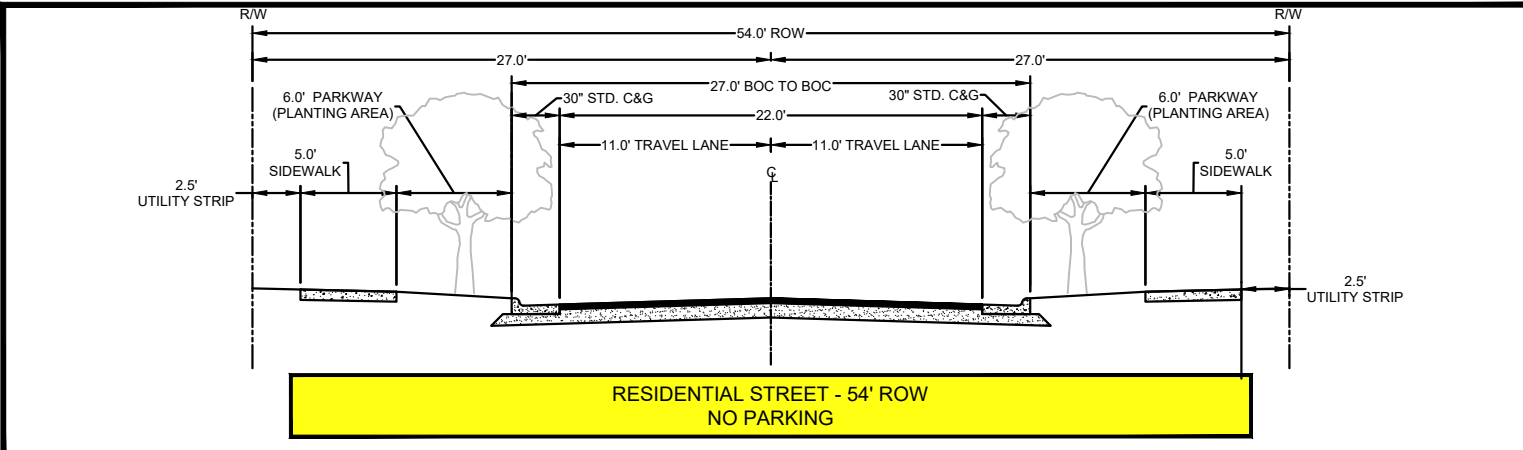 R/W
R/W
54.0' ROW
27.0'
27.0'
27.0' BOC TO BOC
6.0' PARKWAY
(PLANTING AREA)
30" STD. C&G
30" STD. C&G
6.0' PARKWAY
(PLANTING AREA)
22.0'
11.0' TRAVEL LANE
11.0' TRAVEL LANE
5.0'
SIDEWALK
5.0'
SIDEWALK
℄
2.5'
UTILITY STRIP
2.5'
UTILITY STRIP
RESIDENTIAL STREET - 54' ROW
NO PARKING